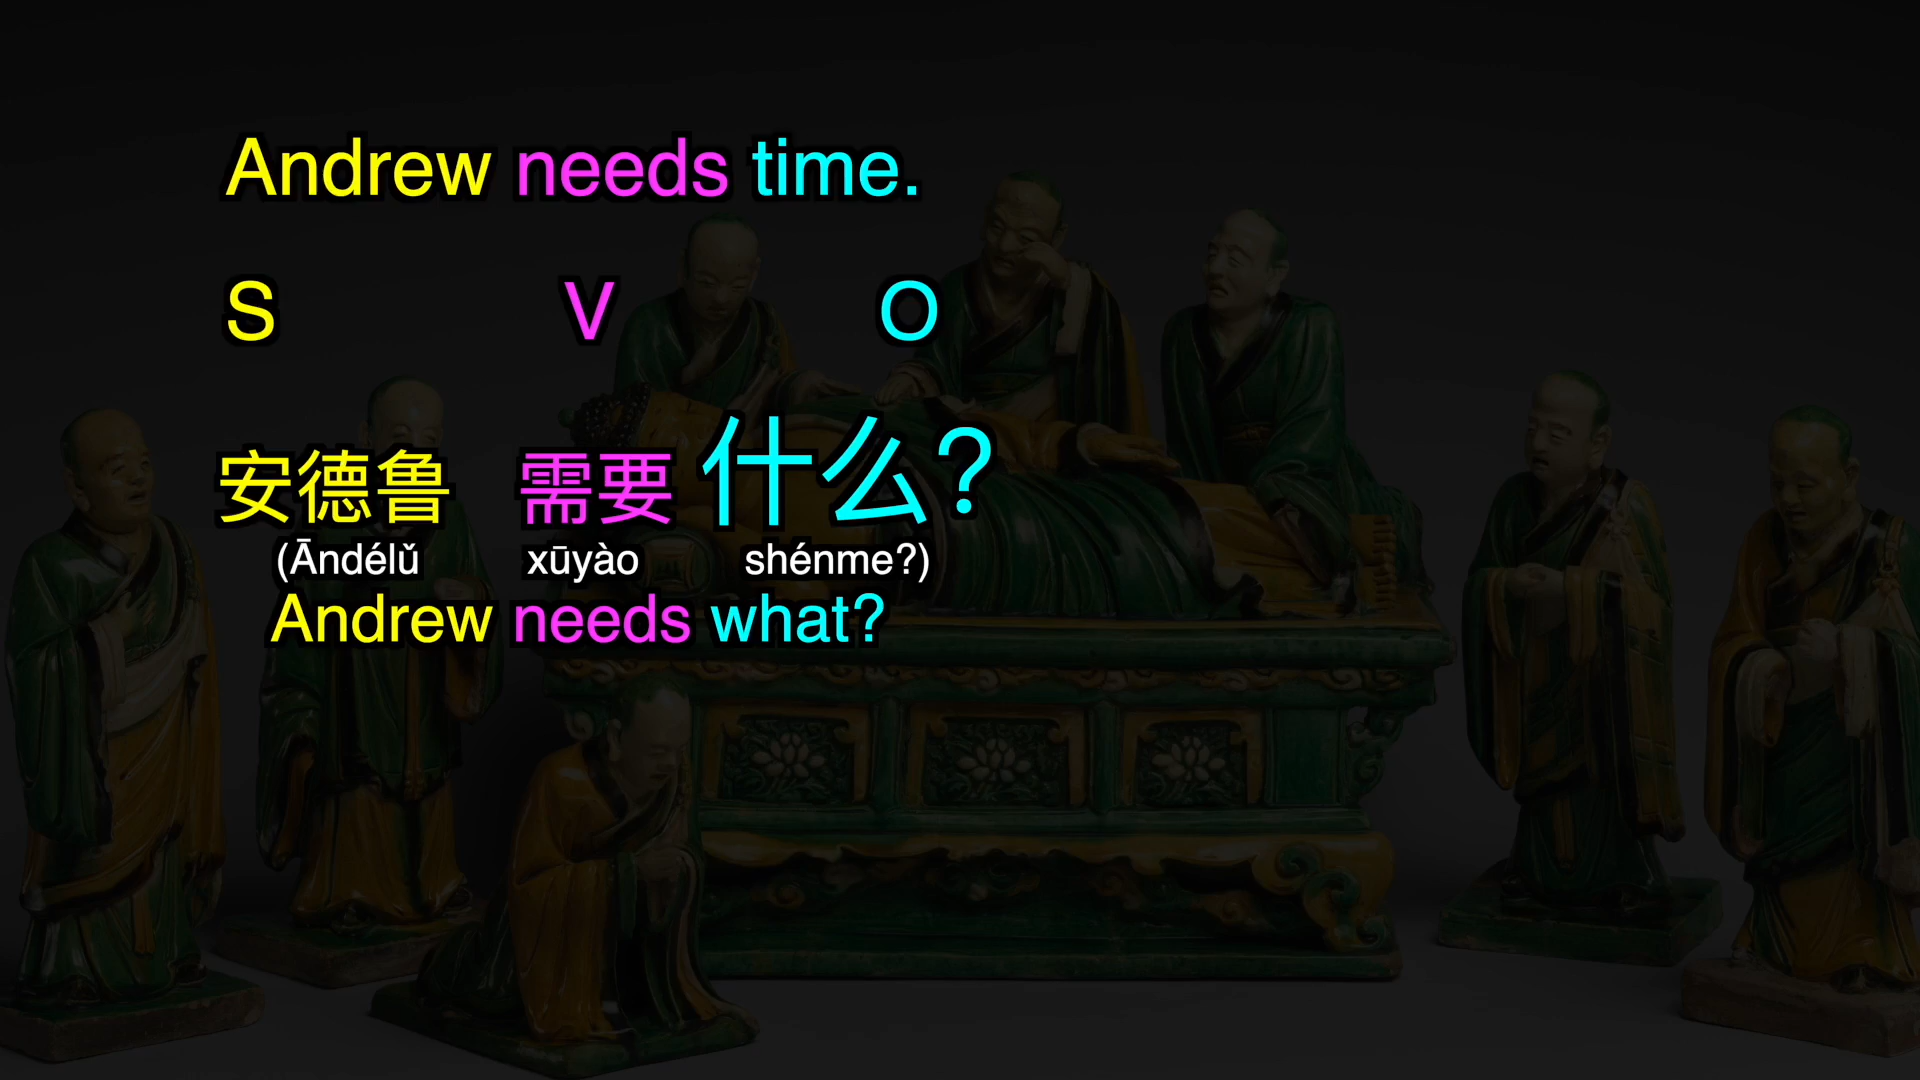 Andrew needs time.
S V O
安德鲁 需要 什么?
(Āndélǔ xūyào shénme?)
Andrew needs what?